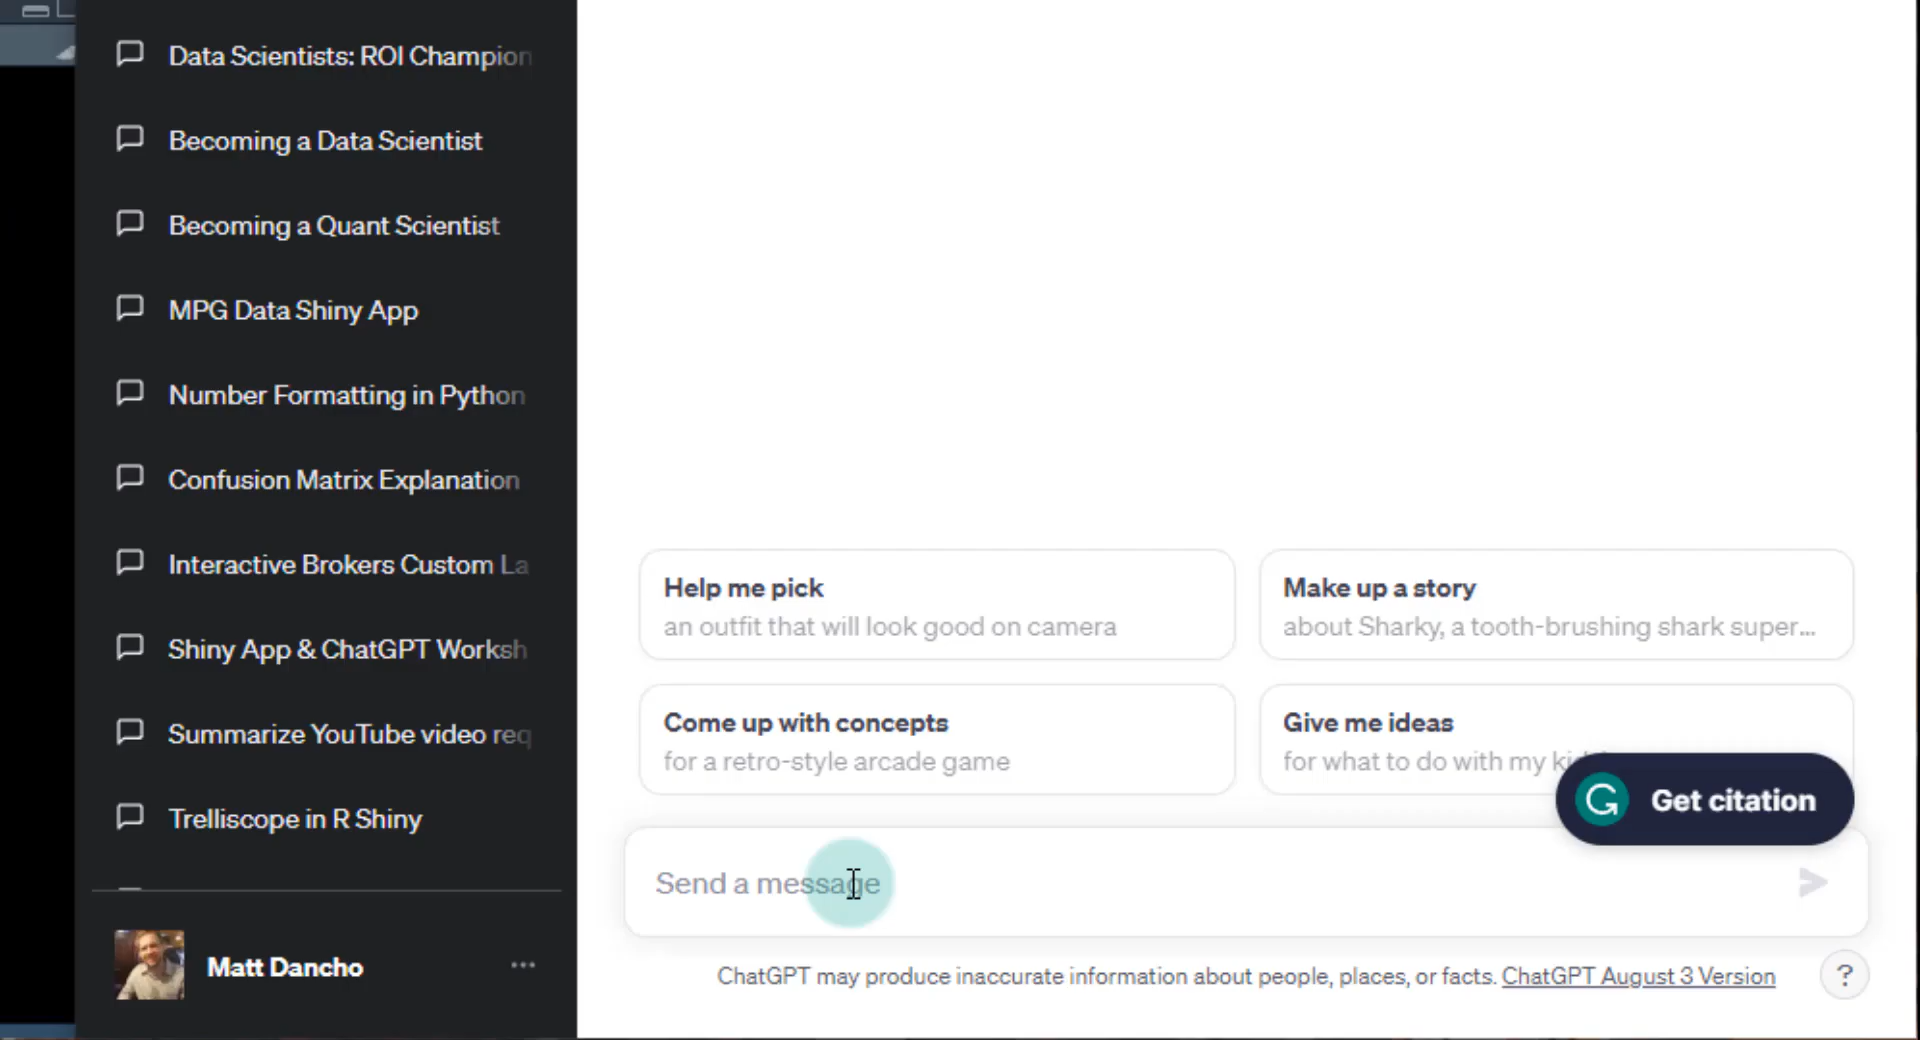 Data Scientists: ROI Champion
Becoming a Data Scientist
Becoming a Quant Scientist
MPG Data Shiny App
Number Formatting in Python
Confusion Matrix Explanation
Interactive Brokers Custom La
Shiny App & ChatGPT Worksh
Summarize YouTube video req
Trelliscope in R Shiny
Matt Dancho
Help me pick
an outfit that will look good on camera
Make up a story
about Sharky, a tooth-brushing shark super...
Come up with concepts
for a retro-style arcade game
Give me ideas
for what to do with my
Get citation
Send a message
ChatGPT may produce inaccurate information about people, places, or facts. ChatGPT August 3 Version
?